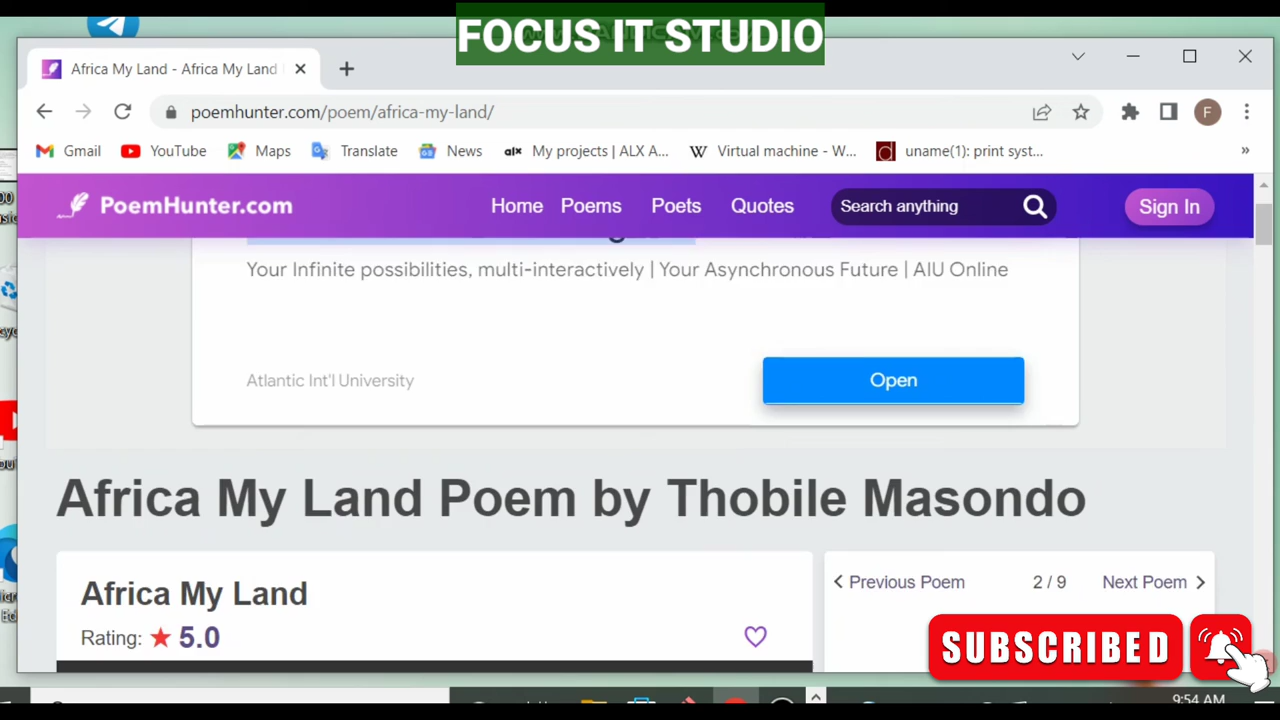 FOCUS IT STUDIO
Africa My Land - Africa My Land
poemhunter.com/poem/africa-my-land/
F
Gmail YouTube Maps Translate News alx My projects | ALX A... W Virtual machine - W... uname(1): print syst... »
PoemHunter.com Home Poems Poets Quotes Search anything Sign In
Your Infinite possibilities, multi-interactively | Your Asynchronous Future | AIU Online
Atlantic Int'l University Open
Africa My Land Poem by Thobile Masondo
Africa My Land
Previous Poem 2 / 9 Next Poem
Rating: 5.0
SUBSCRIBED
9:54 AM